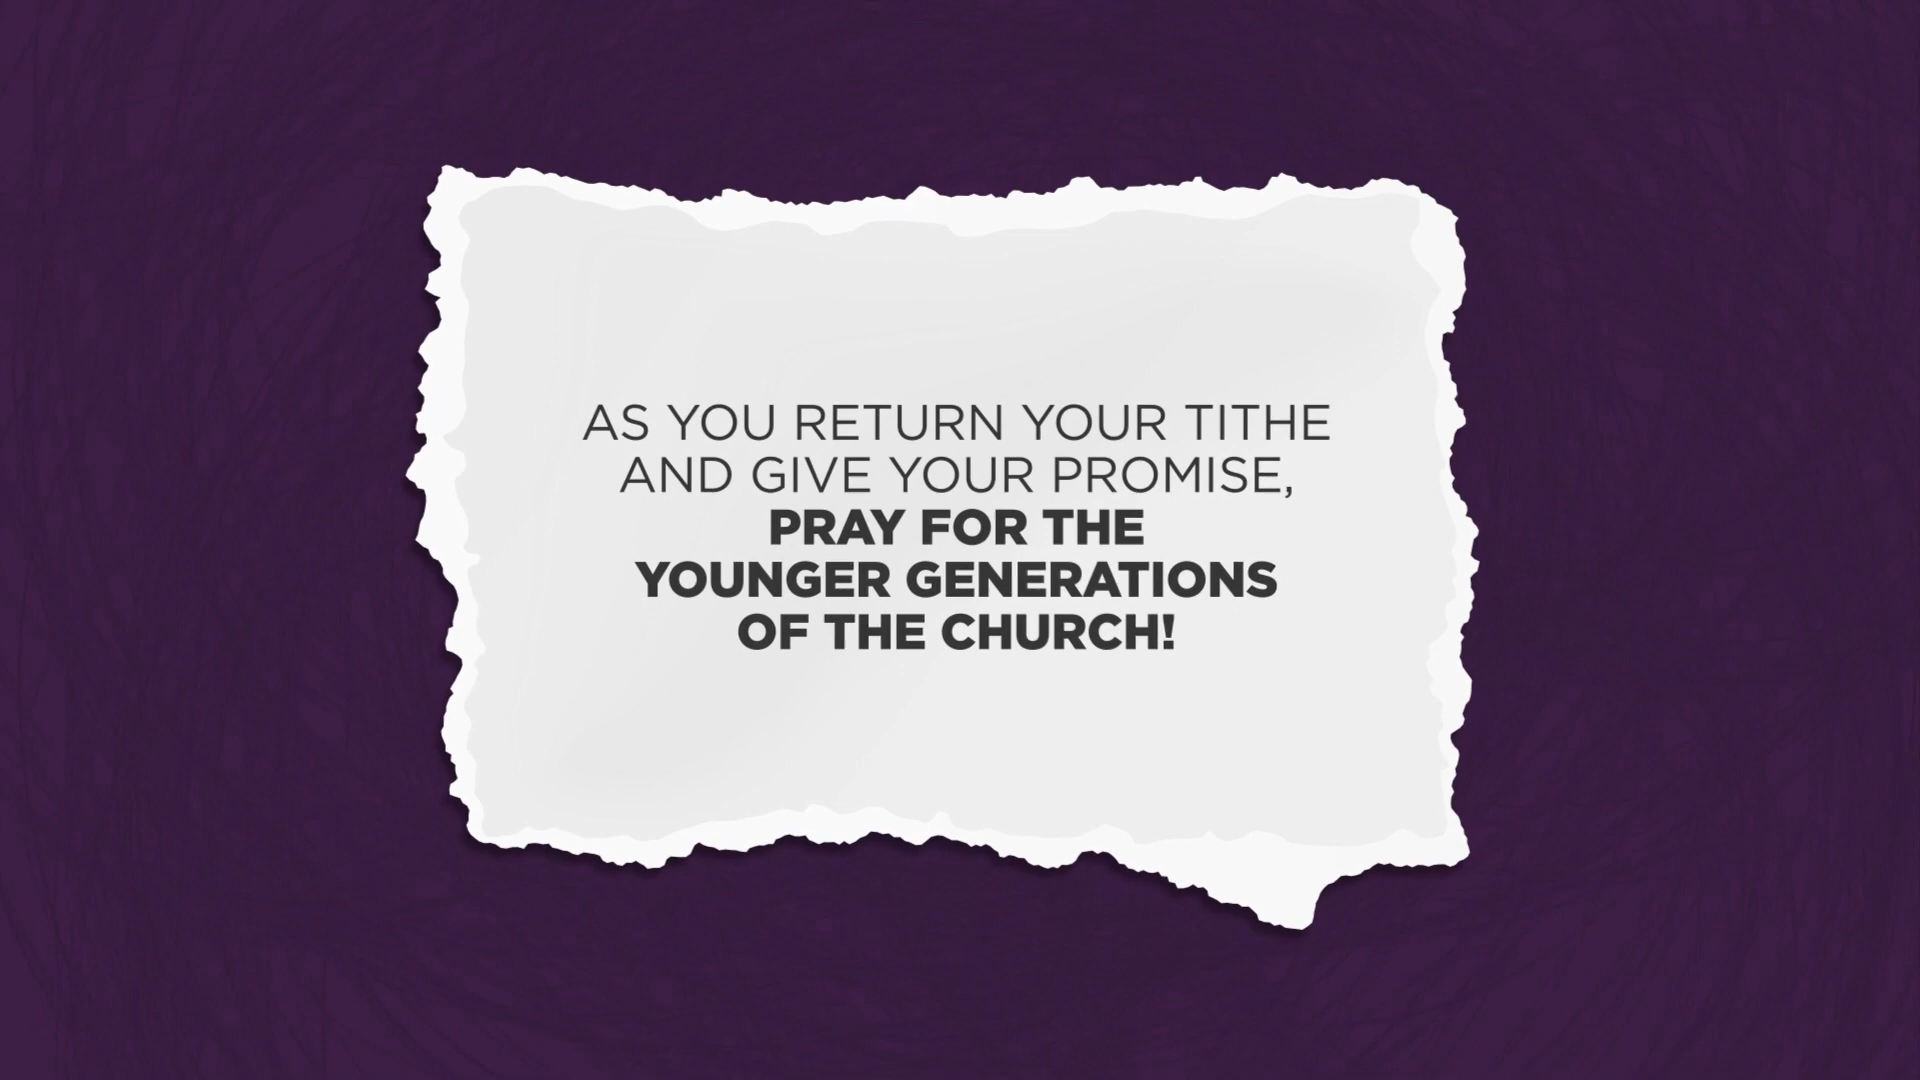 AS YOU RETURN YOUR TITHE
AND GIVE YOUR PROMISE,
PRAY FOR THE
YOUNGER GENERATIONS
OF THE CHURCH!